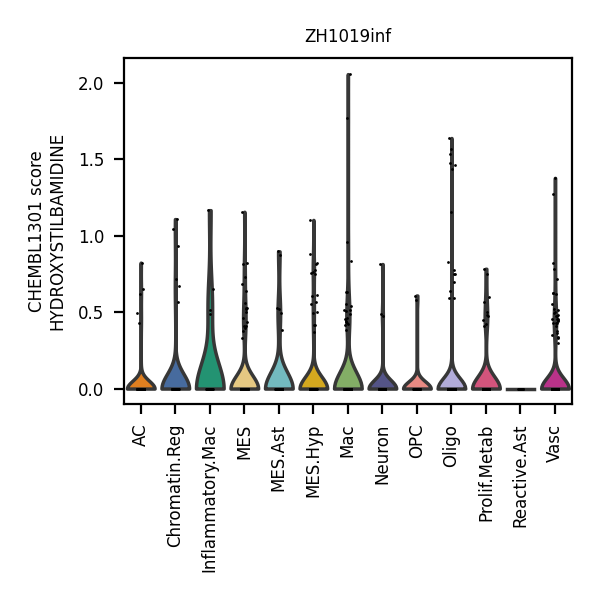 ZH1019inf
CHEMBL1301 score
HYDROXYSTILBAMIDINE
2.0
1.5
1.0
0.5
0.0
AC
Chromatin.Reg
Inflammatory.Mac
MES
MES.Ast
MES.Hyp
Mac
Neuron
OPC
Oligo
Prolif.Metab
Reactive.Ast
Vasc